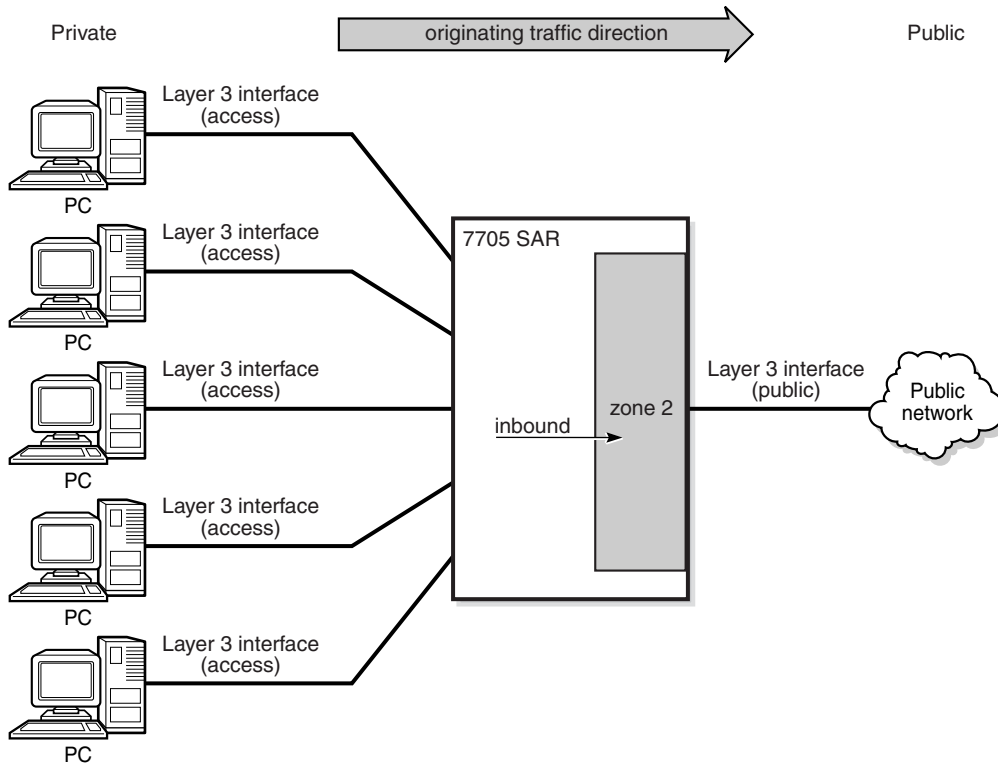 Private
originating traffic direction
Public
Layer 3 interface
(access)
PC
Layer 3 interface
(access)
PC
Layer 3 interface
(access)
PC
Layer 3 interface
(access)
PC
Layer 3 interface
(access)
PC
7705 SAR
inbound
zone 2
Layer 3 interface
(public)
Public
network